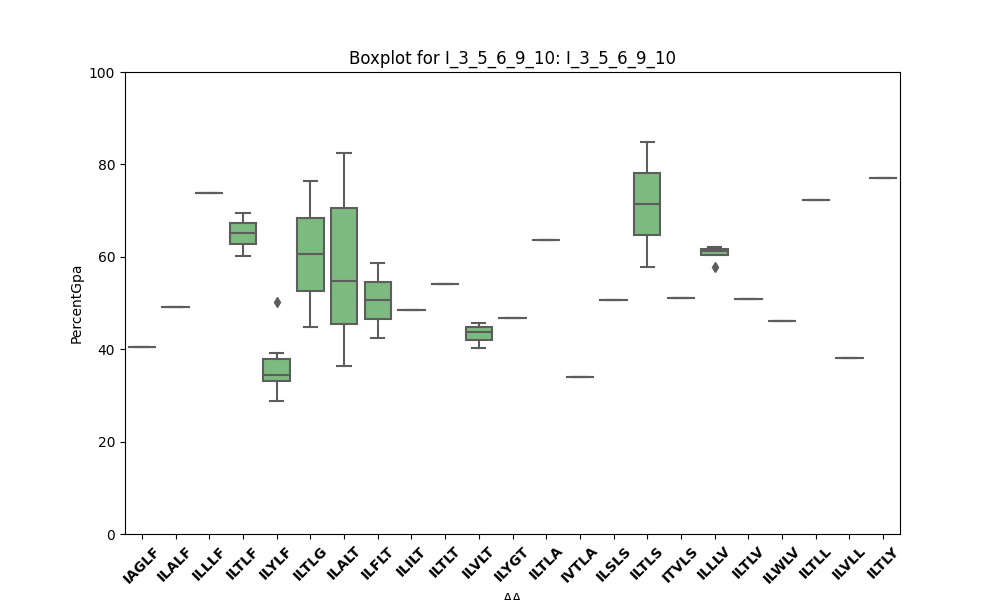 Boxplot for I_3_5_6_9_10: I_3_5_6_9_10
PercentGpa
100
80
60
40
20
0
IAGLF
ILALF
ILLLF
ILTLF
ILYLF
ILTLG
ILALT
ILFLT
ILILT
ILTLT
ILVLT
ILYGT
ILTLA
IVTLA
ILSLS
ILTLS
ITVLS
ILLLV
ILTLV
ILWLV
ILTLL
ILVLL
ILTLY
AA